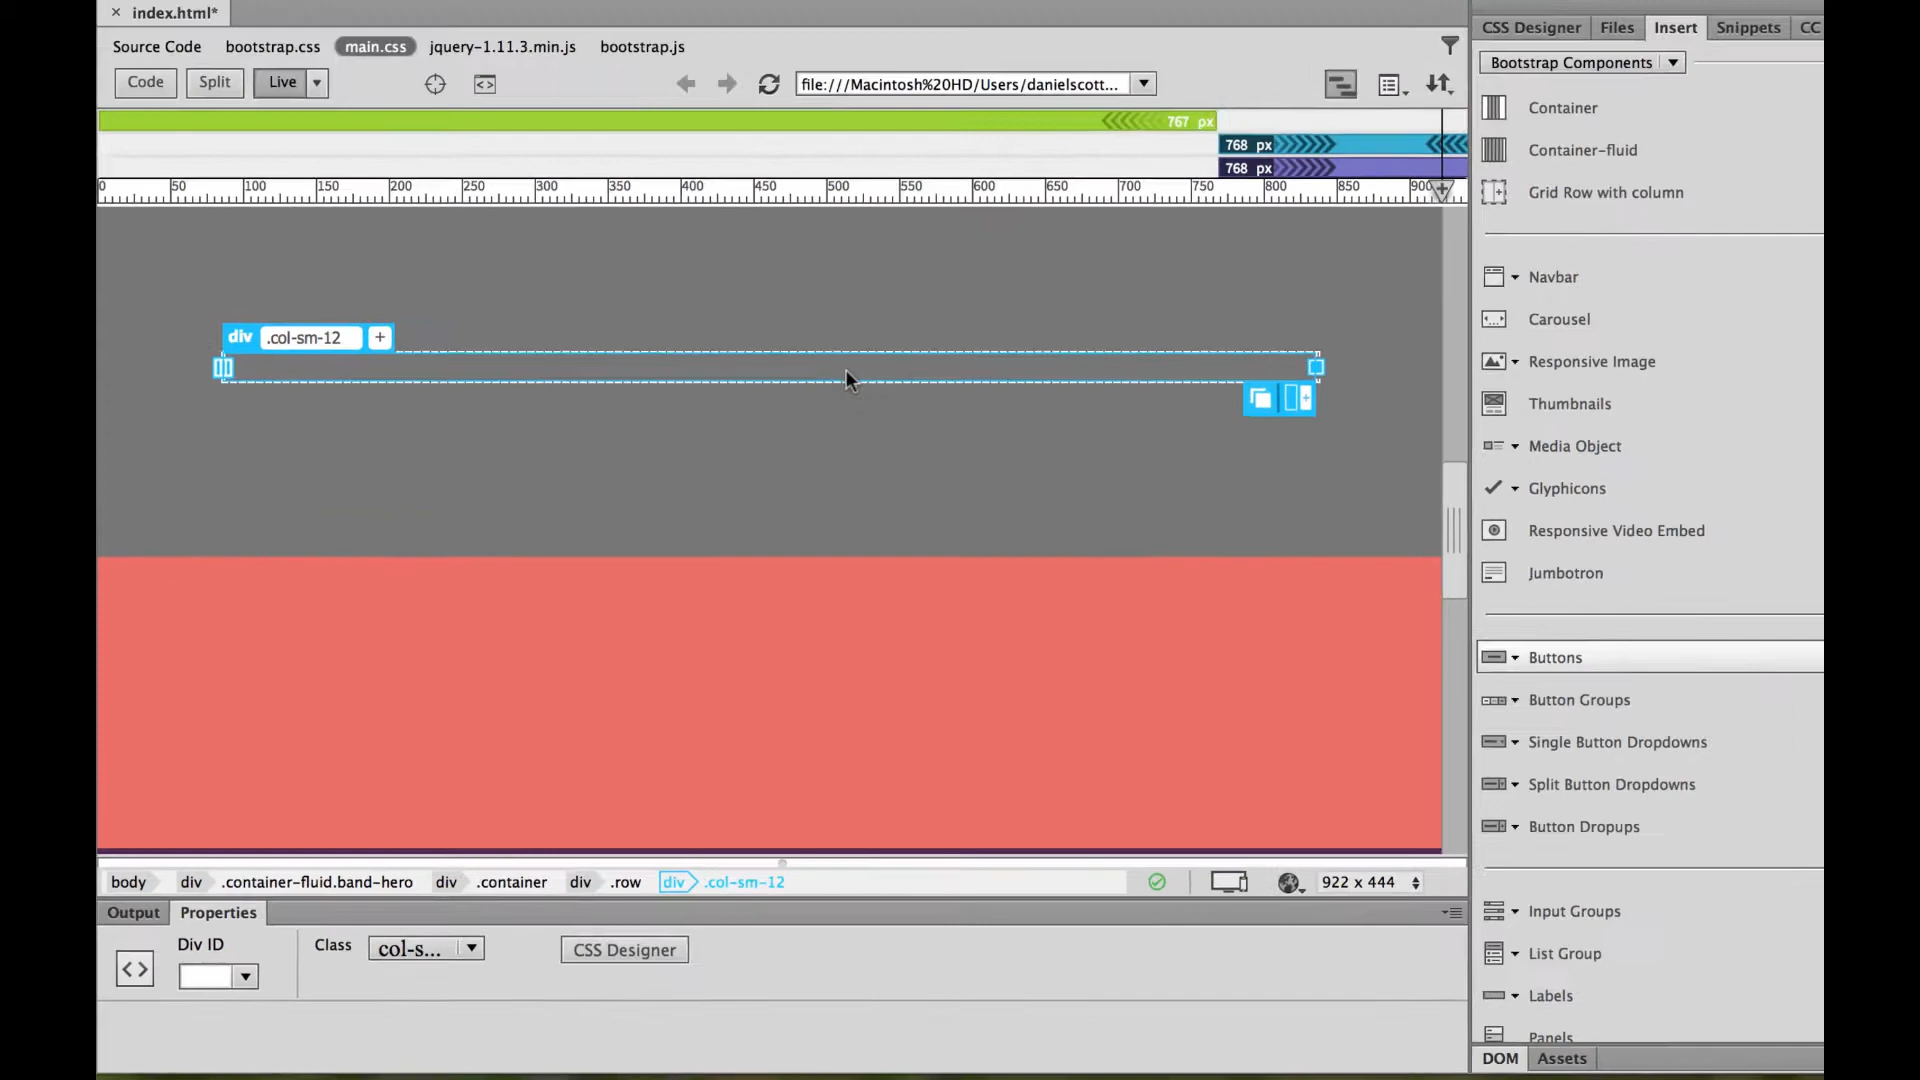 index.html*
Source Code bootstrap.css main.css jquery-1.11.3.min.js bootstrap.js
Code Split Live
file:///Macintosh%20HD/Users/danielscott...
767 px
768 px
768 px
0 50 100 150 200 250 300 350 400 450 500 550 600 650 700 750 800 850 900
div .col-sm-12 +
body div .container-fluid.band-hero div .container div .row div .col-sm-12
922 x 444
Output Properties
Div ID
Class col-s...
CSS Designer
CSS Designer Files Insert Snippets CC
Bootstrap Components
Container
Container-fluid
Grid Row with column
Navbar
Carousel
Responsive Image
Thumbnails
Media Object
Glyphicons
Responsive Video Embed
Jumbotron
Buttons
Button Groups
Single Button Dropdowns
Split Button Dropdowns
Button Dropups
Input Groups
List Group
Labels
Panels
DOM Assets